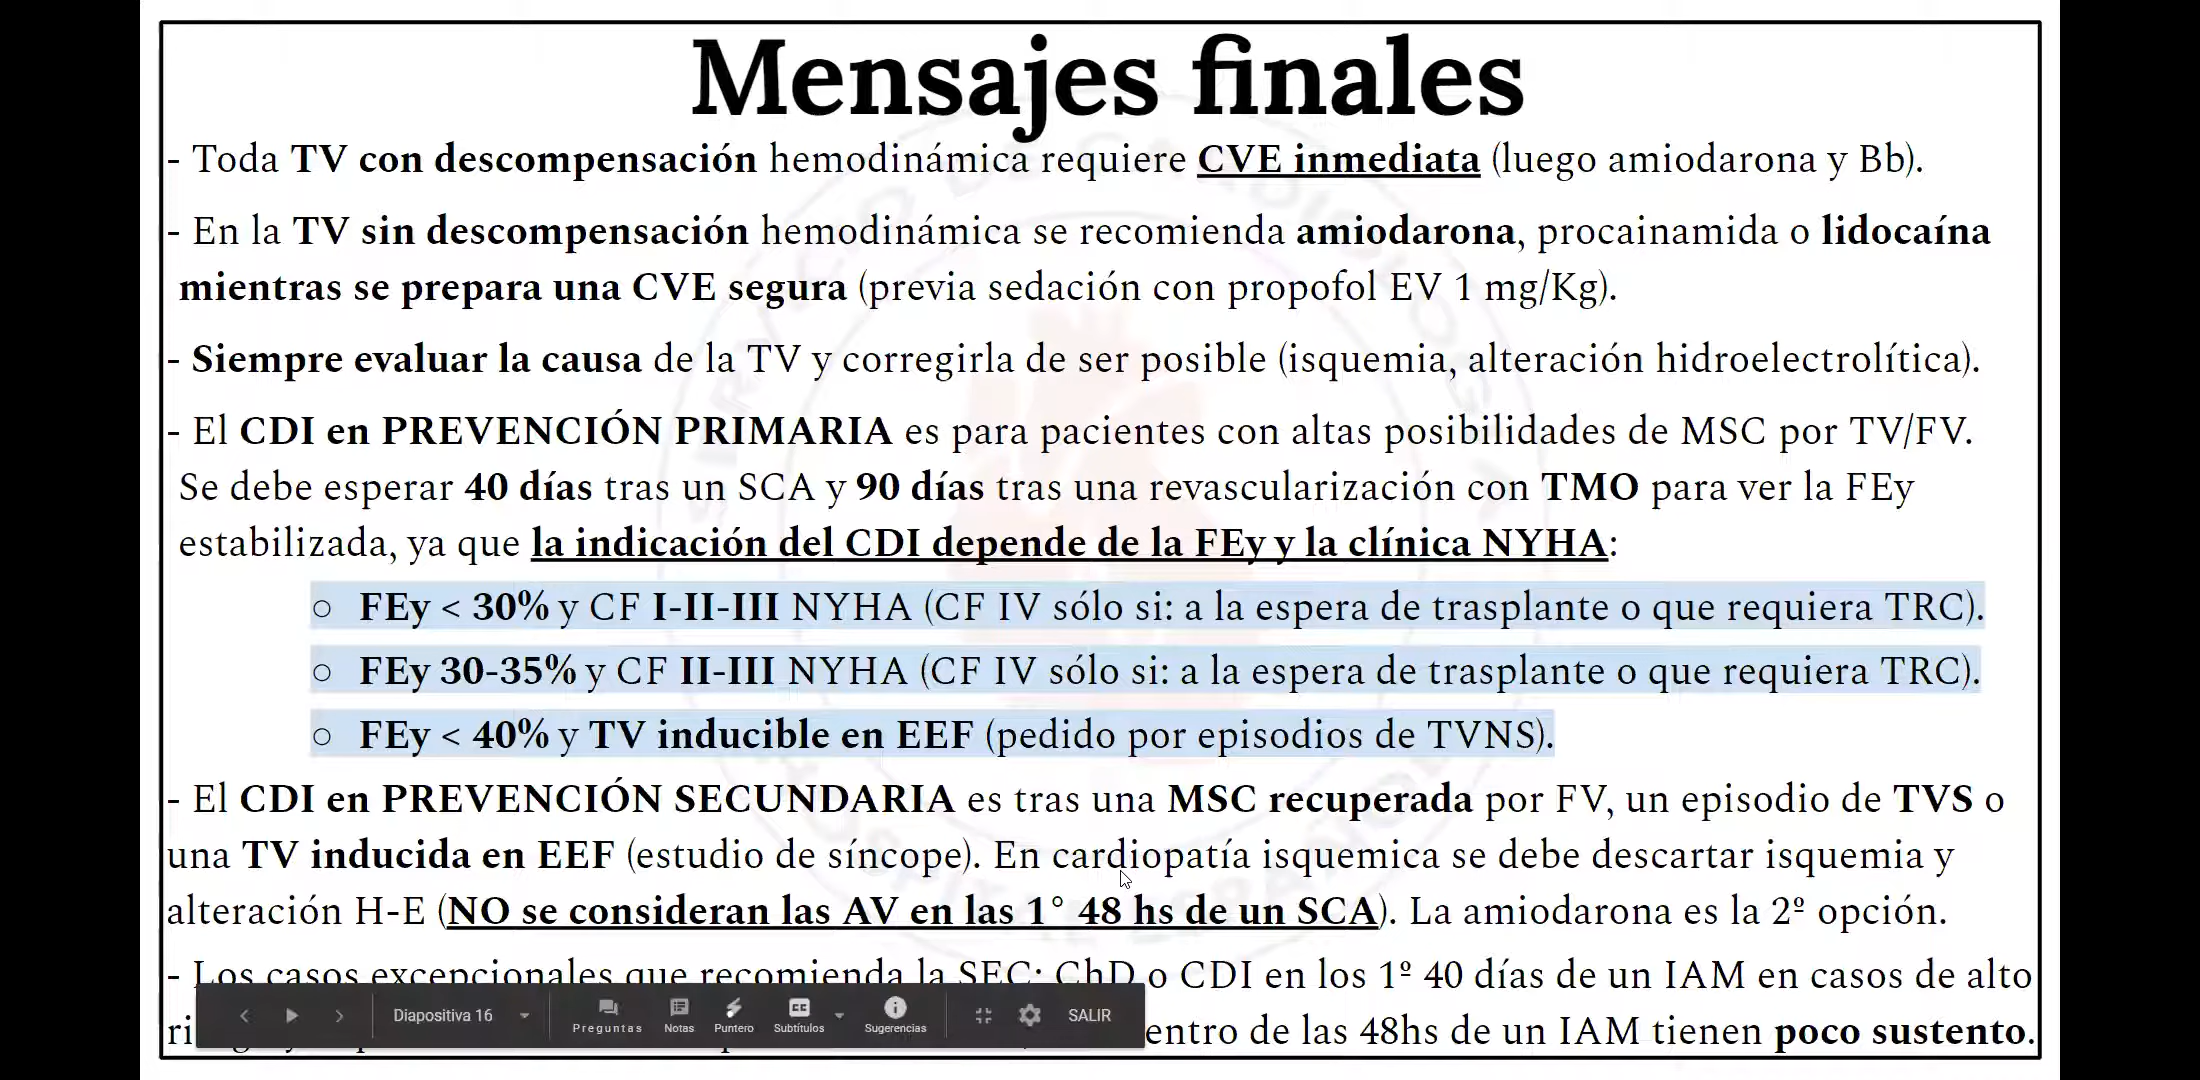 Mensajes finales
- Toda TV con descompensación hemodinámica requiere CVE inmediata (luego amiodarona y Bb).
- En la TV sin descompensación hemodinámica se recomienda amiodarona, procainamida o lidocaína
mientras se prepara una CVE segura (previa sedación con propofol EV 1 mg/Kg).
- Siempre evaluar la causa de la TV y corregirla de ser posible (isquemia, alteración hidroelectrolítica).
- El CDI en PREVENCIÓN PRIMARIA es para pacientes con altas posibilidades de MSC por TV/FV.
Se debe esperar 40 días tras un SCA y 90 días tras una revascularización con TMO para ver la FEy
estabilizada, ya que la indicación del CDI depende de la FEy y la clínica NYHA:
○ FEy < 30% y CF I-II-III NYHA (CF IV sólo si: a la espera de trasplante o que requiera TRC).
○ FEy 30-35% y CF II-III NYHA (CF IV sólo si: a la espera de trasplante o que requiera TRC).
○ FEy < 40% y TV inducible en EEF (pedido por episodios de TVNS).
- El CDI en PREVENCIÓN SECUNDARIA es tras una MSC recuperada por FV, un episodio de TVS o
una TV inducida en EEF (estudio de síncope). En cardiopatía isquemica se debe descartar isquemia y
alteración H-E (NO se consideran las AV en las 1° 48 hs de un SCA). La amiodarona es la 2º opción.
- Los casos excepcionales que recomienda la SEC: ChD o CDI en los 1º 40 días de un IAM en casos de alto
de las 48hs de un IAM tienen poco sustento.
Diapositiva 16
Preguntas
Notas
Puntero
Subtítulos
Sugerencias
SALIR